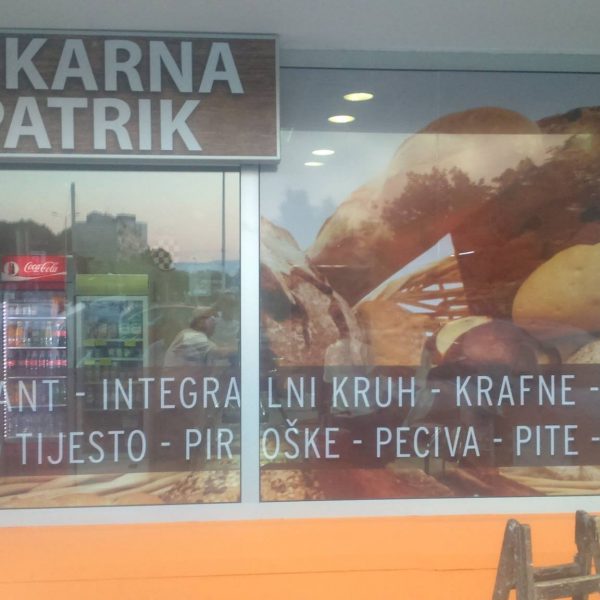 KARNA
PATRIK
Coca-Cola
ANT - INTEGRALNI KRUH - KRAFNE -
TIJESTO - PIROŠKE - PECIVA - PITE -